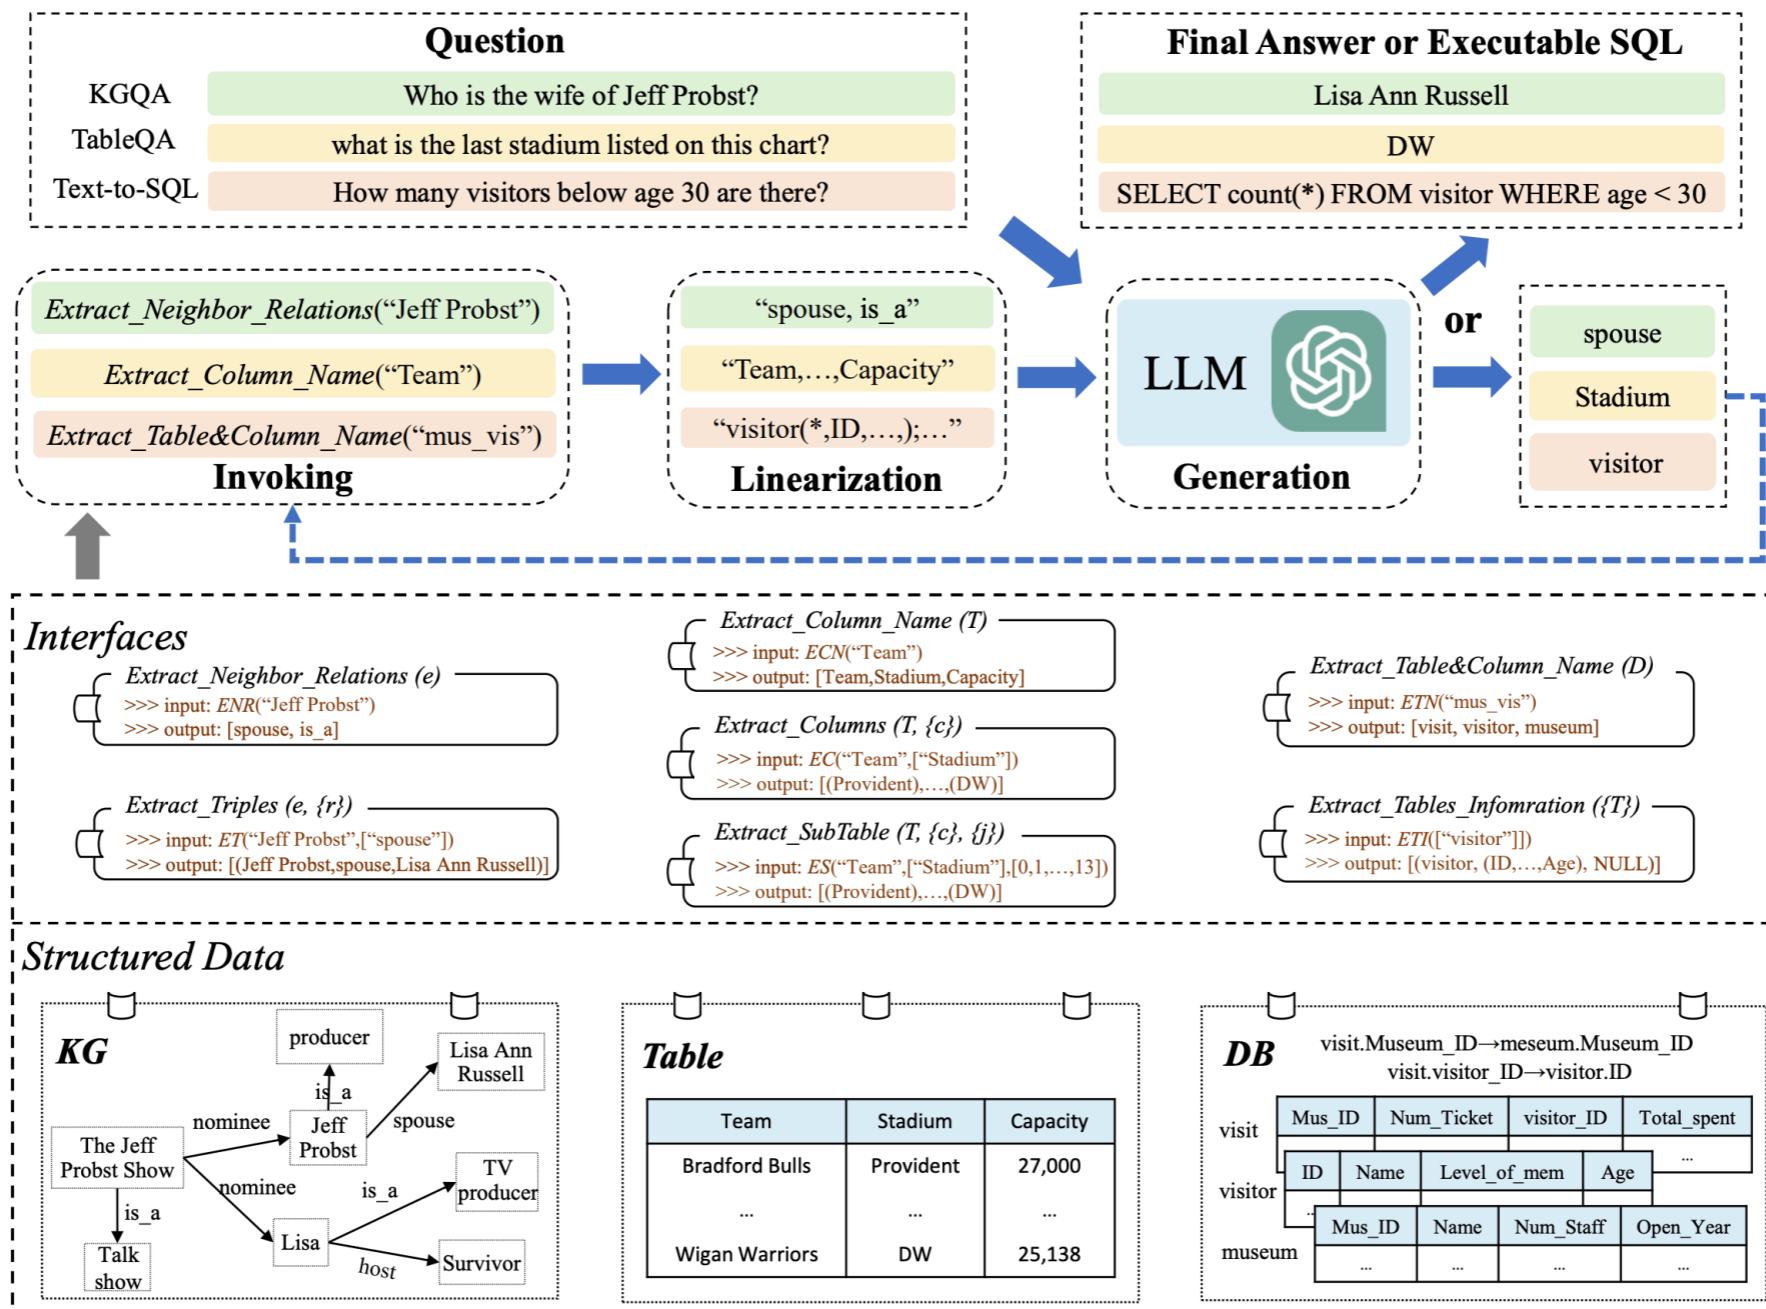 Question
KGQA
Who is the wife of Jeff Probst?
TableQA
what is the last stadium listed on this chart?
Text-to-SQL
How many visitors below age 30 are there?
Final Answer or Executable SQL
Lisa Ann Russell
DW
SELECT count(*) FROM visitor WHERE age < 30
Extract_Neighbor_Relations(“Jeff Probst”)
Extract_Column_Name(“Team”)
Extract_Table&Column_Name(“mus_vis”)
Invoking
“spouse, is_a”
“Team,…,Capacity”
“visitor(*,ID,…,);…”
Linearization
LLM
Generation
or
spouse
Stadium
visitor
Interfaces
Extract_Neighbor_Relations (e)
>>> input: ENR(“Jeff Probst”)
>>> output: [spouse, is_a]
Extract_Triples (e, {r})
>>> input: ET(“Jeff Probst”,[“spouse”])
>>> output: [(Jeff Probst,spouse,Lisa Ann Russell)]
Extract_Column_Name (T)
>>> input: ECN(“Team”)
>>> output: [Team,Stadium,Capacity]
Extract_Columns (T, {c})
>>> input: EC(“Team”,[“Stadium”])
>>> output: [(Provident),…,(DW)]
Extract_SubTable (T, {c}, {j})
>>> input: ES(“Team”,[“Stadium”],[0,1,…,13])
>>> output: [(Provident),…,(DW)]
Extract_Table&Column_Name (D)
>>> input: ETN(“mus_vis”)
>>> output: [visit, visitor, museum]
Extract_Tables_Infomration ({T})
>>> input: ETI([“visitor”]])
>>> output: [(visitor, (ID,…,Age), NULL)]
Structured Data
KG
producer
Lisa Ann
Russell
is_a
nominee
Jeff
Probst
spouse
The Jeff
Probst Show
nominee
is_a
TV
producer
is_a
Lisa
Talk
show
host
Survivor
Table
Team Stadium Capacity
Bradford Bulls Provident 27,000
... ... ...
Wigan Warriors DW 25,138
DB
visit.Museum_ID→meseum.Museum_ID
visit.visitor_ID→visitor.ID
visit
Mus_ID Num_Ticket visitor_ID Total_spent
...
visitor
ID Name Level_of_mem Age
...
museum
Mus_ID Name Num_Staff Open_Year
... ... ... ...